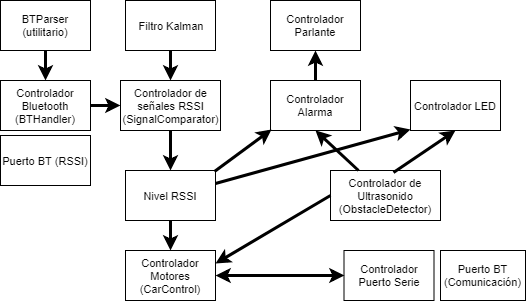 BTParser
(utilitario)
Filtro Kalman
Controlador
Parlante
Controlador
Bluetooth
(BTHandler)
Controlador de
señales RSSI
(SignalComparator)
Controlador
Alarma
Controlador LED
Puerto BT (RSSI)
Nivel RSSI
Controlador de
Ultrasonido
(ObstacleDetector)
Controlador
Motores
(CarControl)
Controlador
Puerto Serie
Puerto BT
(Comunicación)